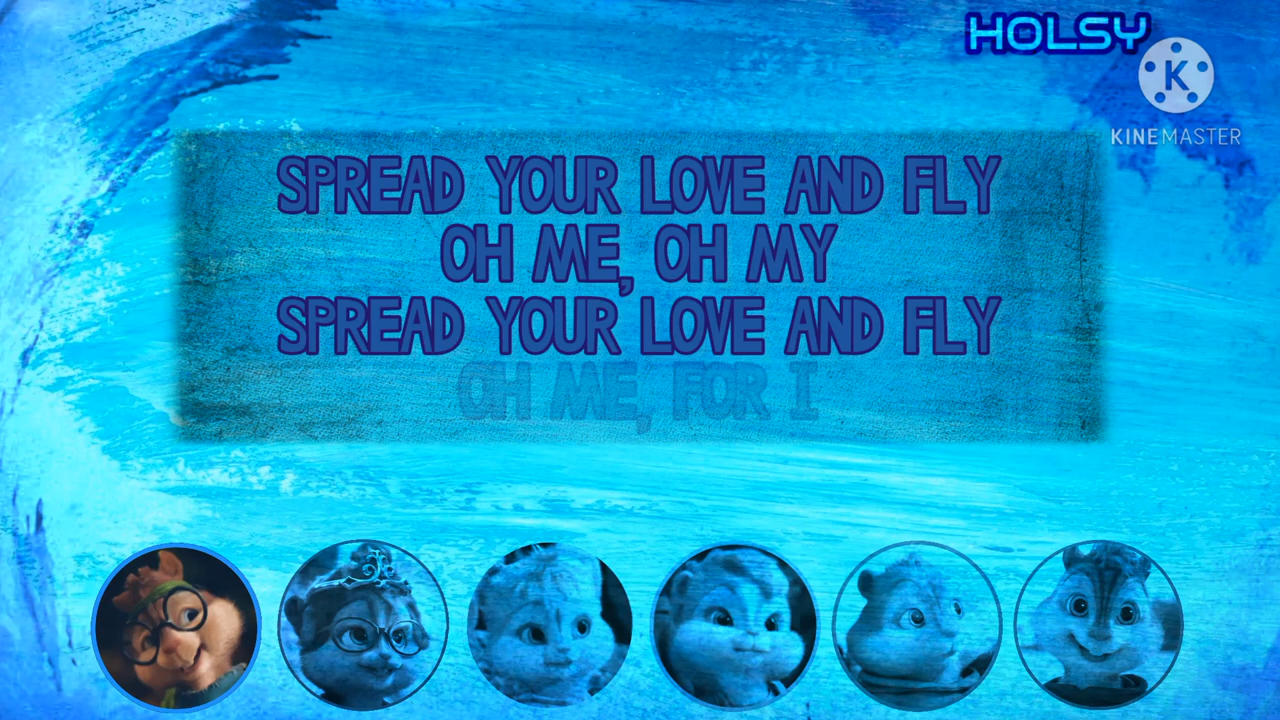 HOLSY
K
KINEMASTER
SPREAD YOUR LOVE AND FLY
OH ME, OH MY
SPREAD YOUR LOVE AND FLY
OH ME, FOR I